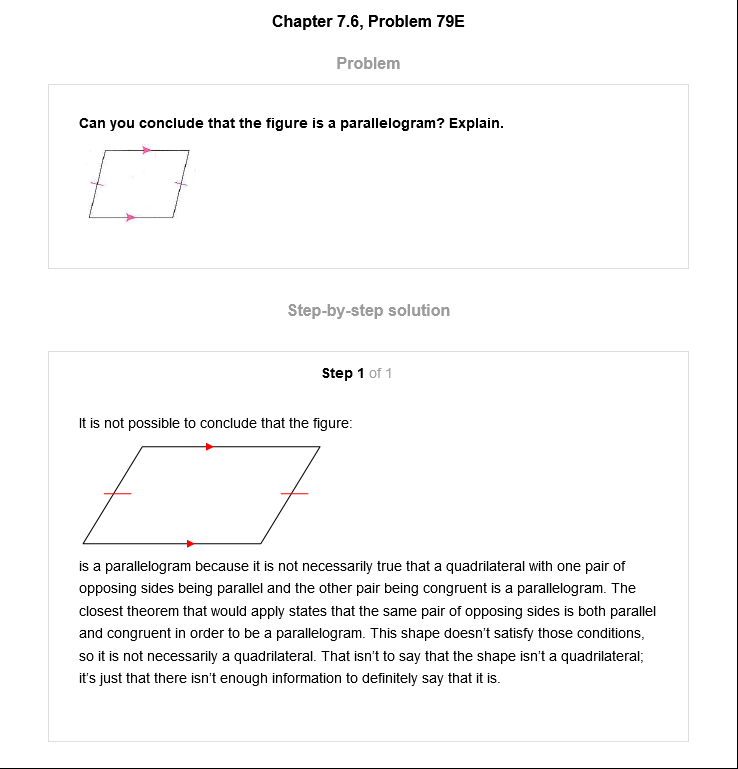 Chapter 7.6, Problem 79E
Problem
Can you conclude that the figure is a parallelogram? Explain.
Step-by-step solution
Step 1 of 1
It is not possible to conclude that the figure:
is a parallelogram because it is not necessarily true that a quadrilateral with one pair of
opposing sides being parallel and the other pair being congruent is a parallelogram. The
closest theorem that would apply states that the same pair of opposing sides is both parallel
and congruent in order to be a parallelogram. This shape doesn't satisfy those conditions,
so it is not necessarily a quadrilateral. That isn't to say that the shape isn't a quadrilateral;
it's just that there isn't enough information to definitely say that it is.